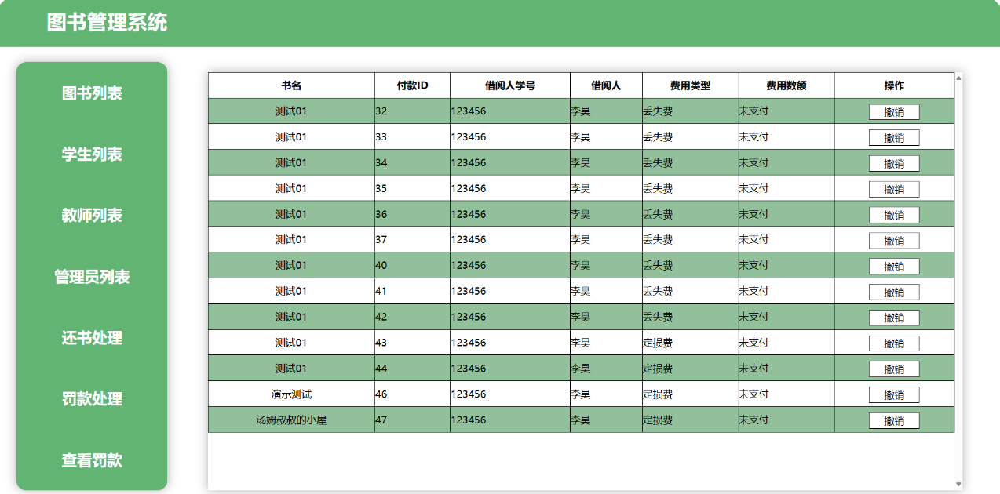 图书管理系统
图书列表
学生列表
教师列表
管理员列表
还书处理
罚款处理
查看罚款
书名 付款ID 借阅人学号 借阅人 费用类型 费用数额 操作
测试01 32 123456 李昊 丢失费 未支付 撤销
测试01 33 123456 李昊 丢失费 未支付 撤销
测试01 34 123456 李昊 丢失费 未支付 撤销
测试01 35 123456 李昊 丢失费 未支付 撤销
测试01 36 123456 李昊 丢失费 未支付 撤销
测试01 37 123456 李昊 丢失费 未支付 撤销
测试01 40 123456 李昊 丢失费 未支付 撤销
测试01 41 123456 李昊 丢失费 未支付 撤销
测试01 42 123456 李昊 丢失费 未支付 撤销
测试01 43 123456 李昊 定损费 未支付 撤销
测试01 44 123456 李昊 定损费 未支付 撤销
演示测试 46 123456 李昊 定损费 未支付 撤销
汤姆叔叔的小屋 47 123456 李昊 定损费 未支付 撤销